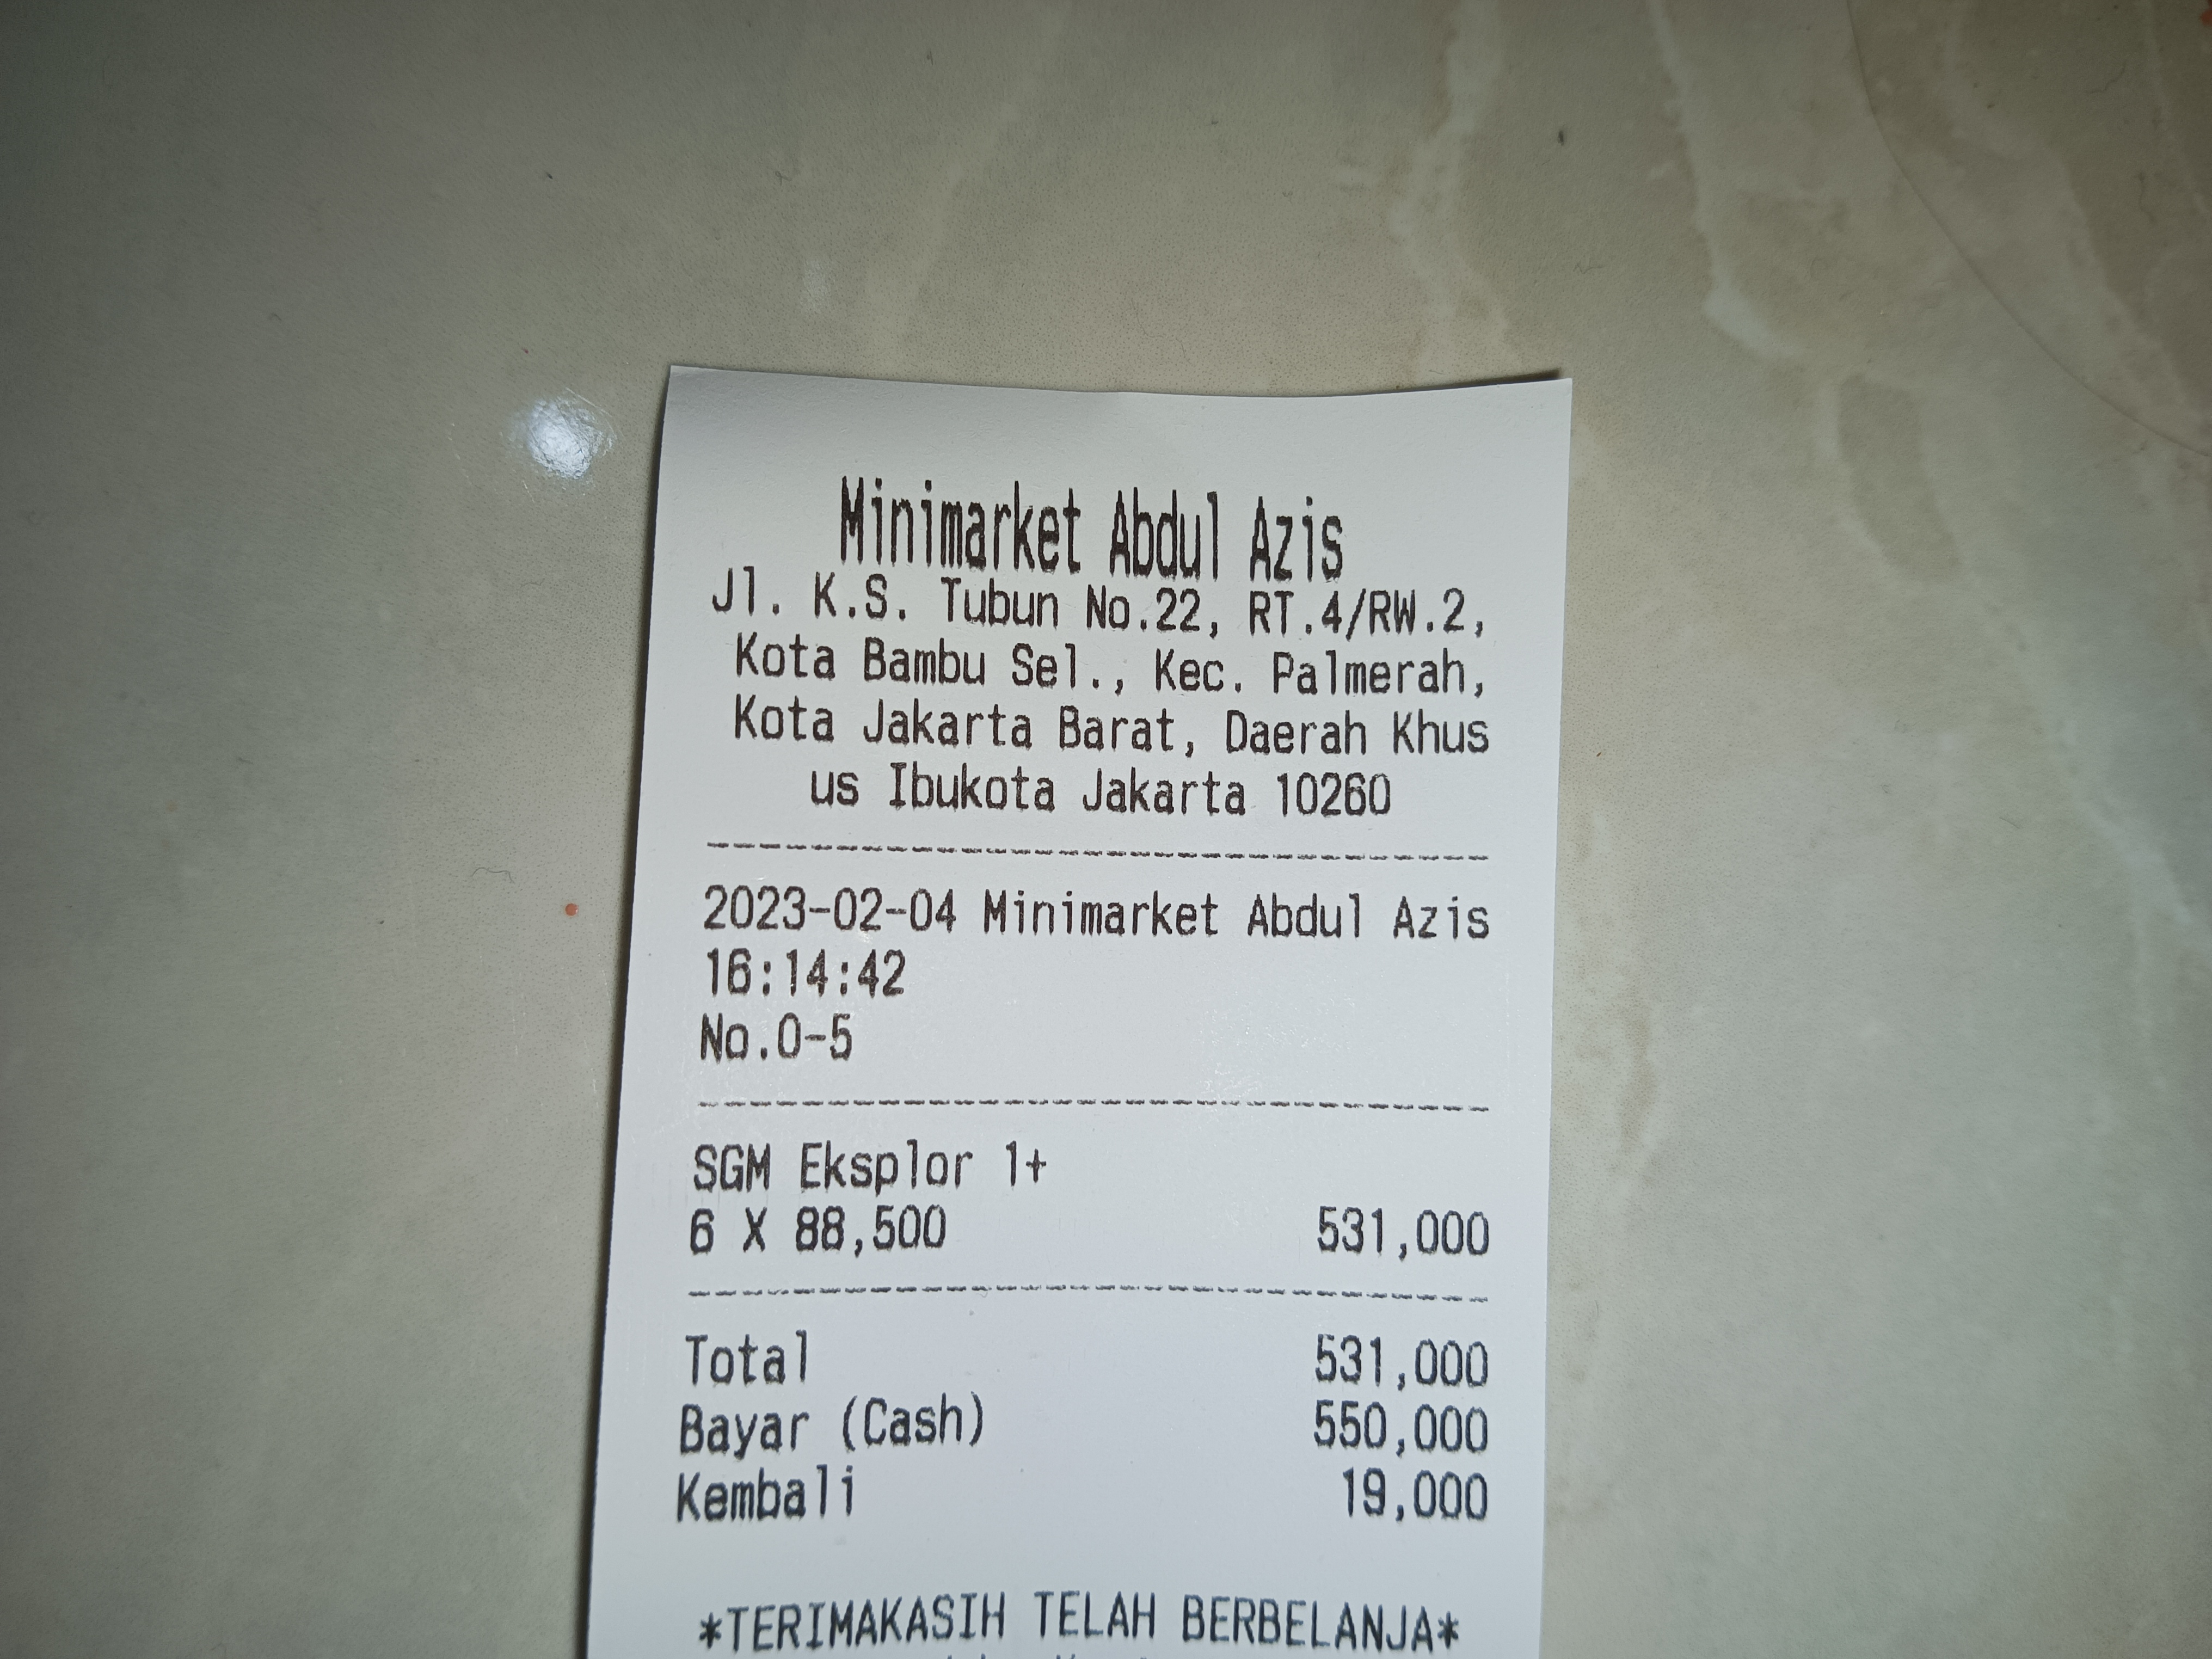 Minimarket Abdul Azis
Jl. K.S. Tubun No.22, RT.4/RW.2,
Kota Bambu Sel., Kec. Palmerah,
Kota Jakarta Barat, Daerah Khus
us Ibukota Jakarta 10260
2023-02-04 Minimarket Abdul Azis
16:14:42
No.0-5
SGM Eksplor 1+
6 X 88,500 531,000
Total 531,000
Bayar (Cash) 550,000
Kembali 19,000
*TERIMAKASIH TELAH BERBELANJA*